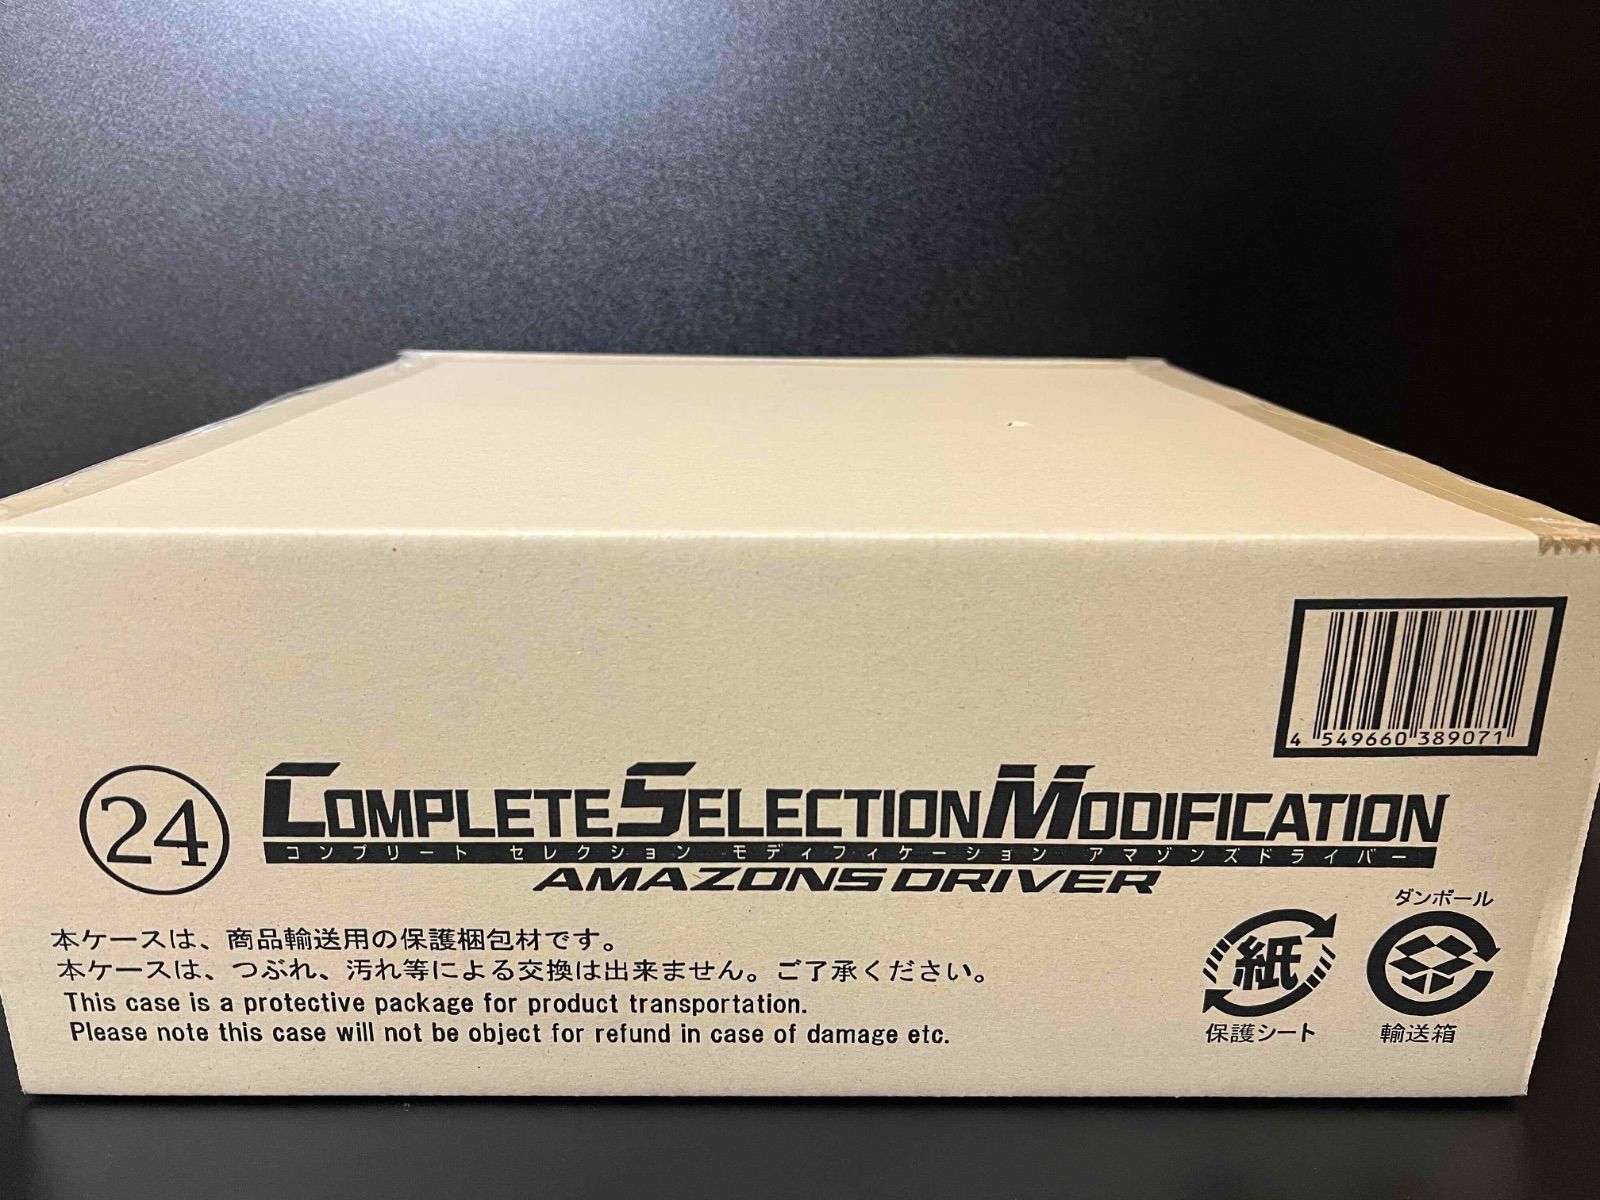 4 549660 389071
24
COMPLETE SELECTION MODIFICATION
コンプリート セレクション モディフィケーション アマゾンズドライバー
AMAZONS DRIVER
本ケースは、商品輸送用の保護梱包材です。
本ケースは、つぶれ、汚れ等による交換は出来ません。ご了承ください。
This case is a protective package for product transportation.
Please note this case will not be object for refund in case of damage etc.
紙
保護シート
ダンボール
輸送箱